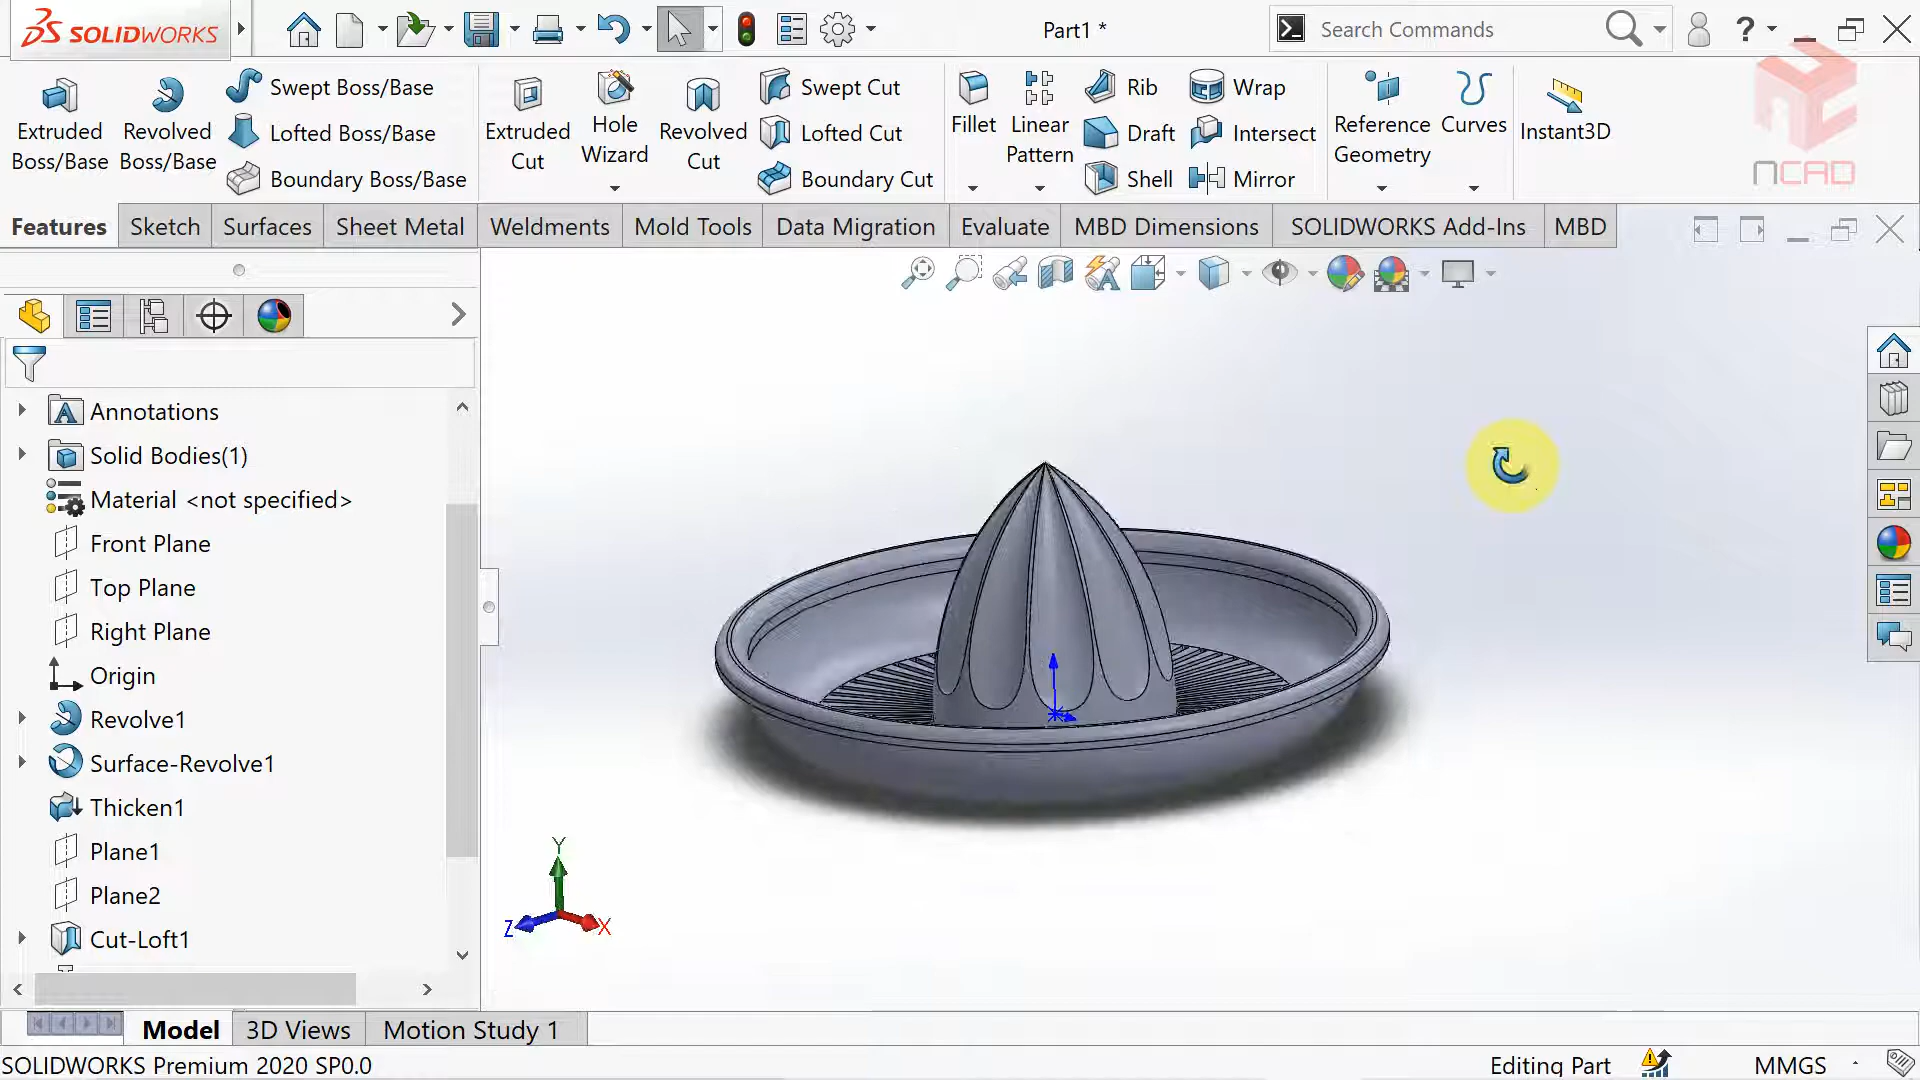 SOLIDWORKS
Part1 *
Search Commands
?
Extruded Boss/Base
Revolved Boss/Base
Swept Boss/Base
Lofted Boss/Base
Boundary Boss/Base
Extruded Cut
Hole Wizard
Revolved Cut
Swept Cut
Lofted Cut
Boundary Cut
Fillet
Linear Pattern
Rib
Draft
Shell
Wrap
Intersect
Mirror
Reference Geometry
Curves
Instant3D
NCAD
Features
Sketch
Surfaces
Sheet Metal
Weldments
Mold Tools
Data Migration
Evaluate
MBD Dimensions
SOLIDWORKS Add-Ins
MBD
Annotations
Solid Bodies(1)
Material <not specified>
Front Plane
Top Plane
Right Plane
Origin
Revolve1
Surface-Revolve1
Thicken1
Plane1
Plane2
Cut-Loft1
Y
Z
X
Model
3D Views
Motion Study 1
SOLIDWORKS Premium 2020 SP0.0
Editing Part
MMGS